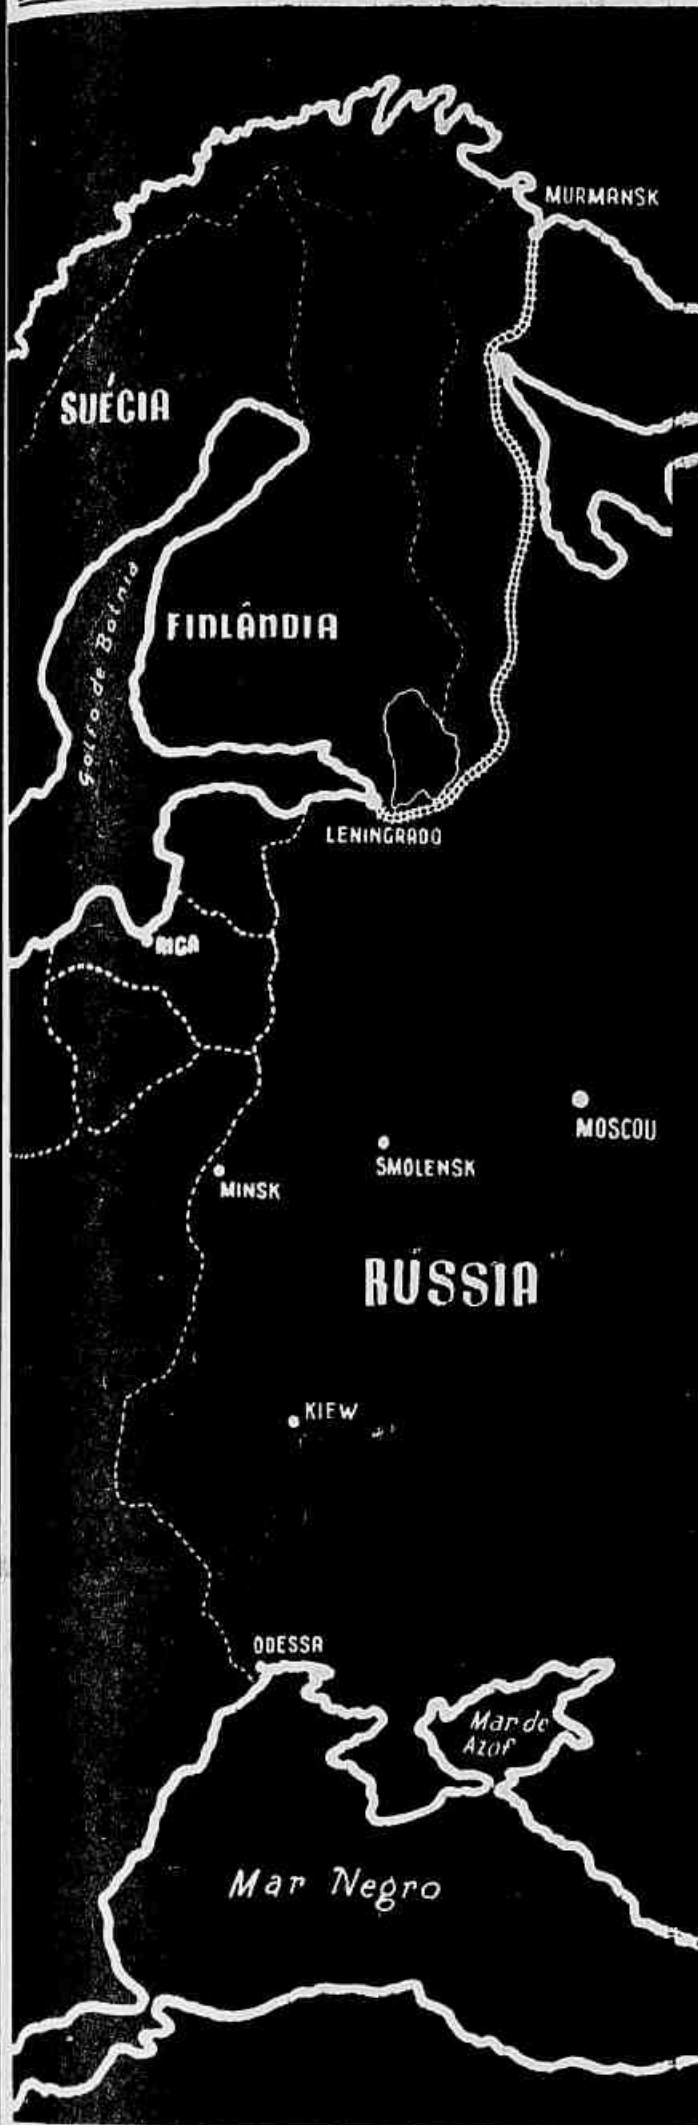 MURMANSK
SUÉCIA
Golfo de Botnia
FINLÂNDIA
LENINGRADO
RIGA
MOSCOU
SMOLENSK
MINSK
RÚSSIA
KIEW
ODESSA
Mar de
Azof
Mar Negro